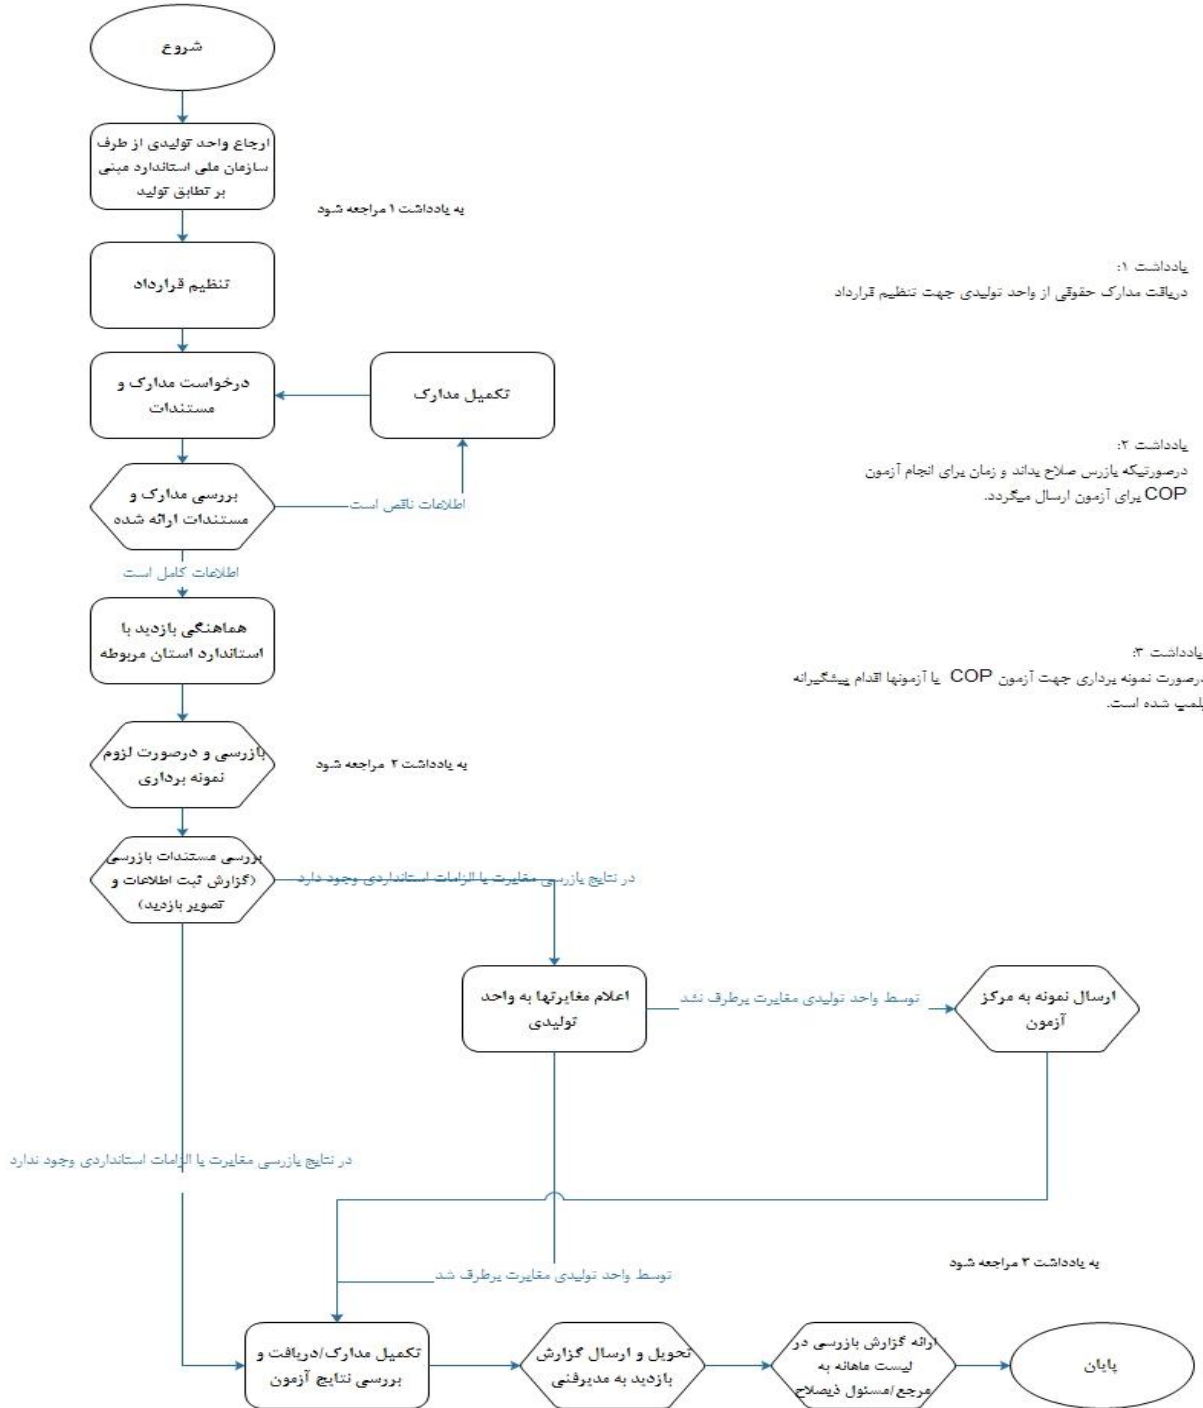 شروع
ارجاع واحد تولیدی از طرف
سازمان ملی استاندارد مبنی
بر تطابق تولید
به یادداشت ۱ مراجعه شود
تنظیم قرارداد
یادداشت ۱:
دریافت مدارک حقوقی از واحد تولیدی جهت تنظیم قرارداد
درخواست مدارک و
مستندات
تکمیل مدارک
یادداشت ۲:
درصورتیکه بازرس صلاح بداند و زمان برای انجام آزمون
COP برای آزمون ارسال میگردد.
بررسی مدارک و
مستندات ارائه شده
اطلاعات ناقص است
اطلاعات کامل است
هماهنگی بازدید با
استاندارد استان مربوطه
یادداشت ۳:
درصورت نمونه برداری جهت آزمون COP یا آزمونها اقدام پیشگیرانه
پلمپ شده است.
بازرسی و درصورت لزوم
نمونه برداری
به یادداشت ۲ مراجعه شود
بررسی مستندات بازرسی
(گزارش ثبت اطلاعات و
تصویر بازدید)
در نتایج بازرسی مغایرت با الزامات استانداردی وجود دارد
اعلام مغایرتها به واحد
تولیدی
توسط واحد تولیدی مغایرت برطرف نشد
ارسال نمونه به مرکز
آزمون
در نتایج بازرسی مغایرت با الزامات استانداردی وجود ندارد
به یادداشت ۳ مراجعه شود
توسط واحد تولیدی مغایرت برطرف شد
تکمیل مدارک/دریافت و
بررسی نتایج آزمون
تحویل و ارسال گزارش
بازدید به مدیرفنی
ارائه گزارش بازرسی در
لیست ماهانه به
مرجع/مسئول ذیصلاح
پایان